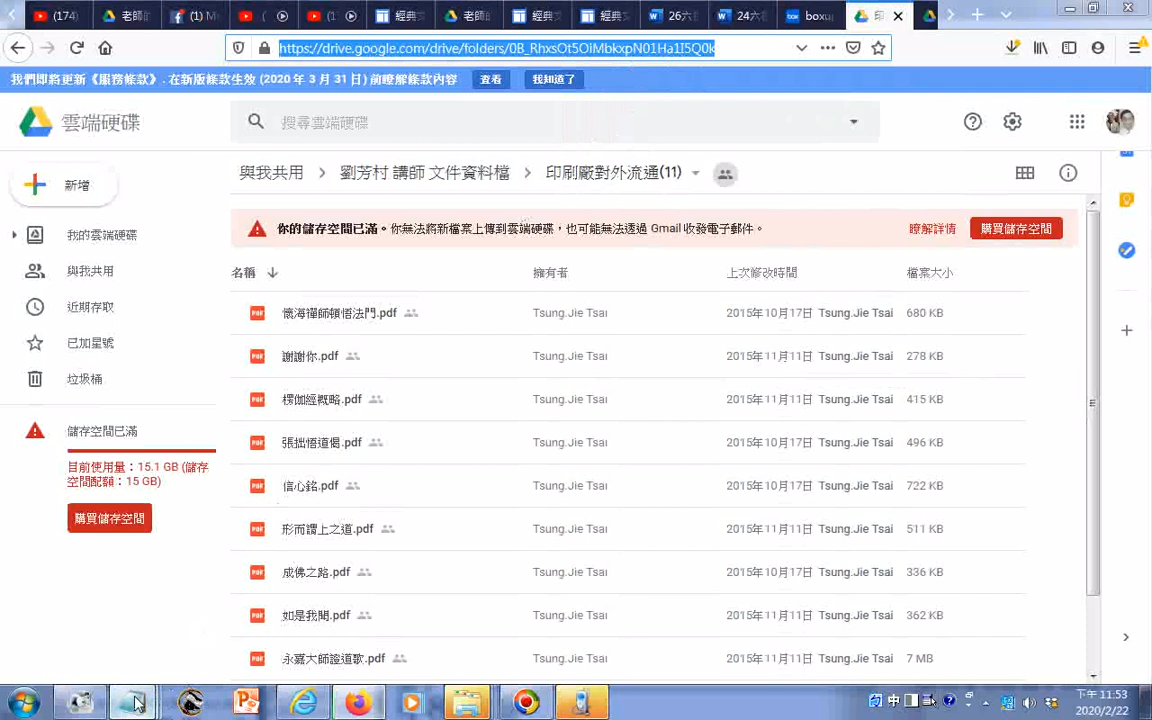 (174)
老師
M
經典
老師
經典
經典
26六
24六
boxu
https://drive.google.com/drive/folders/0B_RhxsOt5OiMbkxpN01Ha1I5Q0k
我們即將更新《服務條款》. 在新版條款生效 (2020 年 3 月 31 日) 前瞭解條款內容 查看 我知道了
雲端硬碟
搜尋雲端硬碟
新增
與我共用 > 劉芳村 講師 文件資料檔 > 印刷廠對外流通(11)
你的儲存空間已滿。你無法將新檔案上傳到雲端硬碟，也可能無法透過 Gmail 收發電子郵件。 瞭解詳情 購買儲存空間
我的雲端硬碟
與我共用
近期存取
已加星號
垃圾桶
儲存空間已滿
目前使用量：15.1 GB (儲存
空間配額：15 GB)
購買儲存空間
名稱 擁有者 上次修改時間 檔案大小
懷海禪師頓悟法門.pdf Tsung.Jie Tsai 2015年10月17日 Tsung.Jie Tsai 680 KB
謝謝你.pdf Tsung.Jie Tsai 2015年11月11日 Tsung.Jie Tsai 278 KB
楞伽經概略.pdf Tsung.Jie Tsai 2015年11月11日 Tsung.Jie Tsai 415 KB
張拙悟道偈.pdf Tsung.Jie Tsai 2015年10月17日 Tsung.Jie Tsai 496 KB
信心銘.pdf Tsung.Jie Tsai 2015年10月17日 Tsung.Jie Tsai 722 KB
形而謂上之道.pdf Tsung.Jie Tsai 2015年11月11日 Tsung.Jie Tsai 511 KB
成佛之路.pdf Tsung.Jie Tsai 2015年10月17日 Tsung.Jie Tsai 336 KB
如是我聞.pdf Tsung.Jie Tsai 2015年11月11日 Tsung.Jie Tsai 362 KB
永嘉大師證道歌.pdf Tsung.Jie Tsai 2015年11月11日 Tsung.Jie Tsai 7 MB
中
下午 11:53
2020/2/22